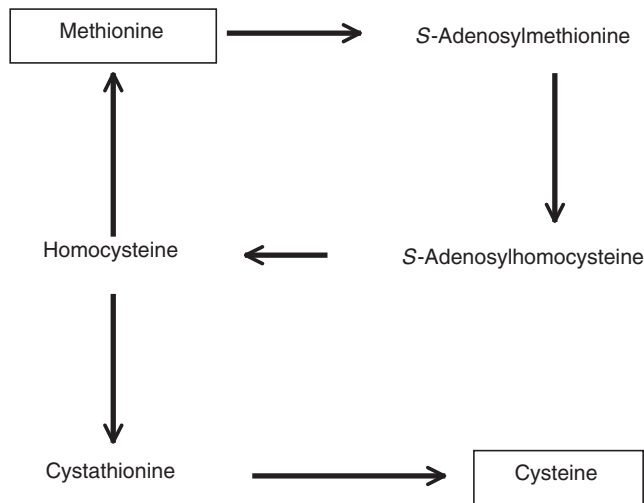 Methionine
S-Adenosylmethionine
Homocysteine
S-Adenosylhomocysteine
Cystathionine
Cysteine